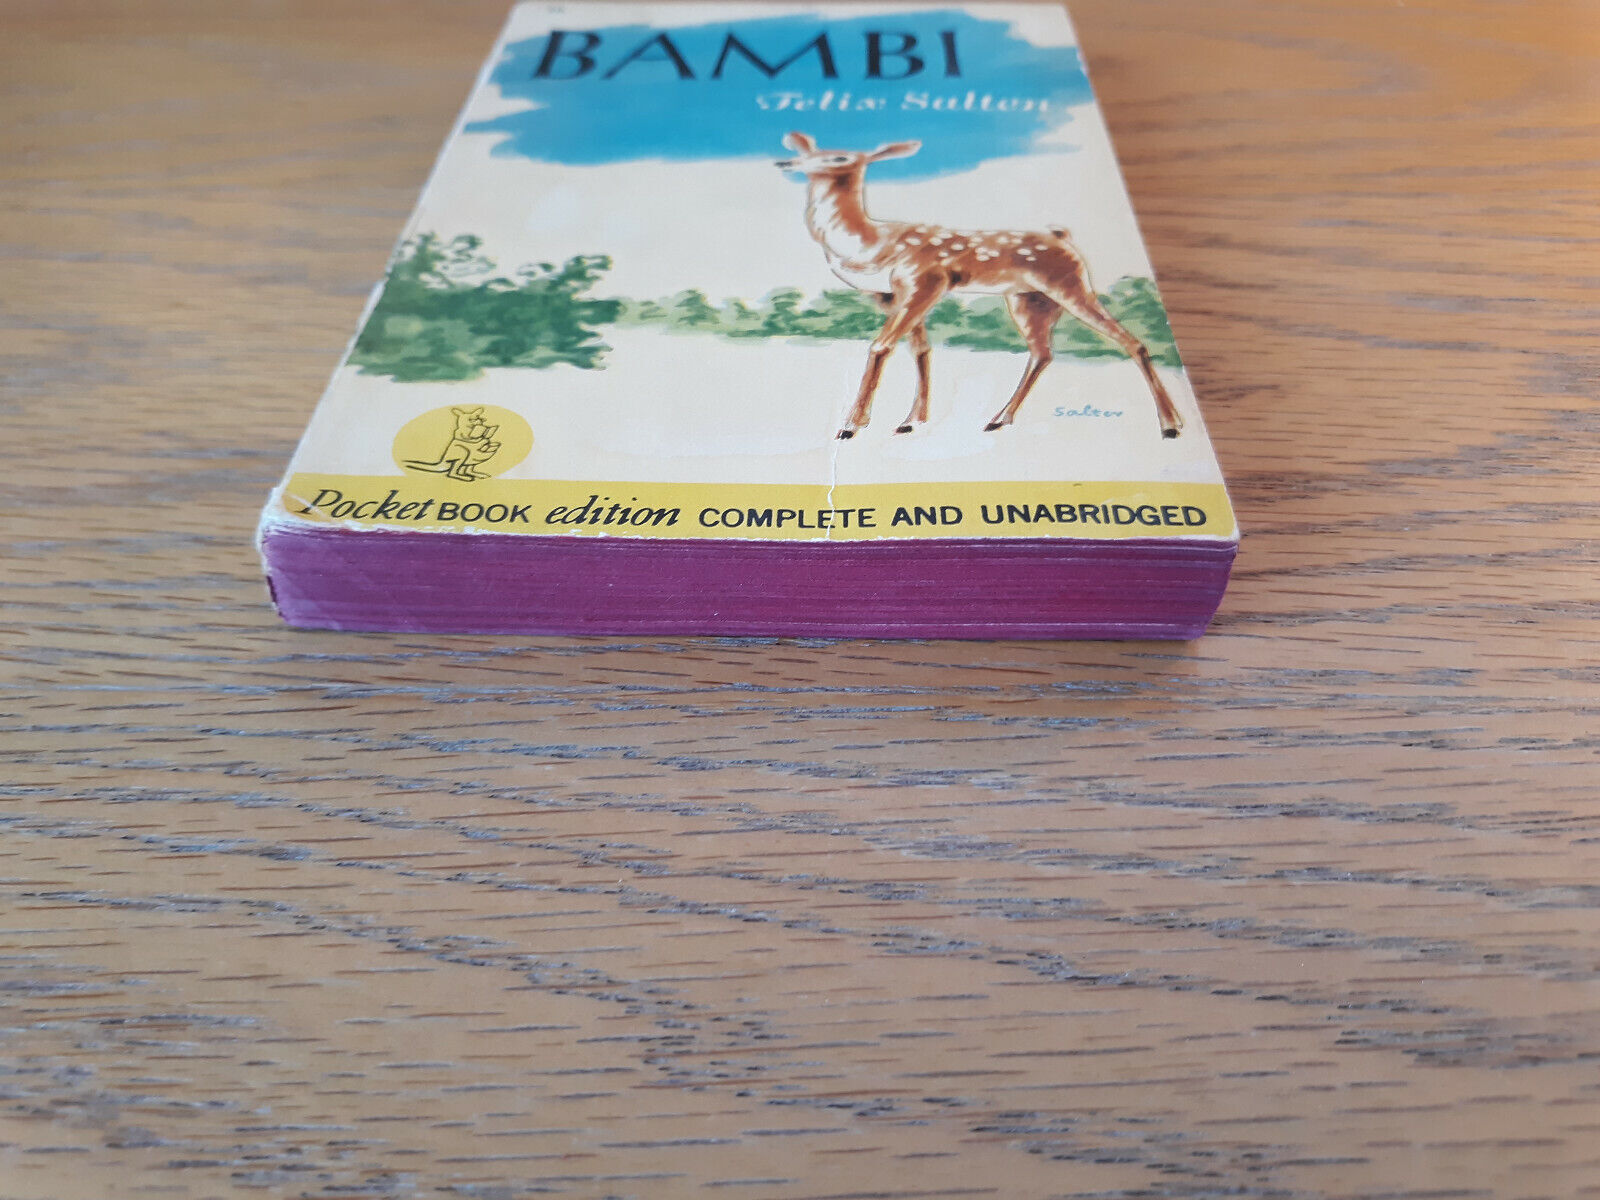 BAMBI
Felix Salten
Salter
Pocket BOOK edition COMPLETE AND UNABRIDGED